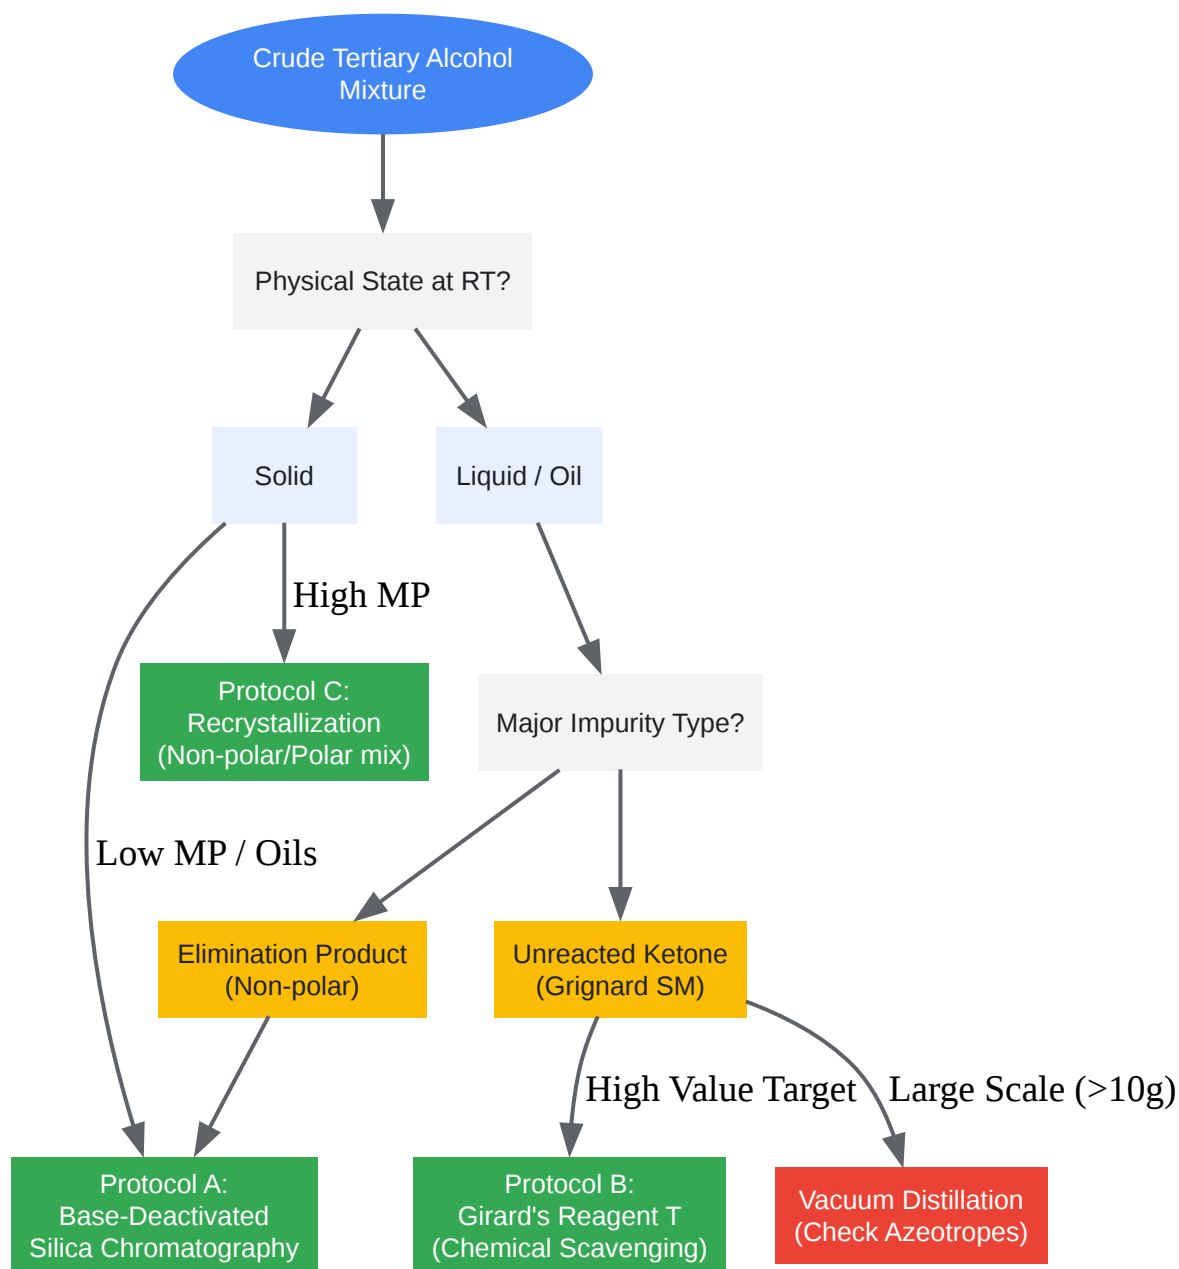 Crude Tertiary Alcohol
Mixture
Physical State at RT?
Solid
Liquid / Oil
High MP
Protocol C:
Recrystallization
(Non-polar/Polar mix)
Major Impurity Type?
Low MP / Oils
Elimination Product
(Non-polar)
Unreacted Ketone
(Grignard SM)
High Value Target
Large Scale (>10g)
Protocol A:
Base-Deactivated
Silica Chromatography
Protocol B:
Girard's Reagent T
(Chemical Scavenging)
Vacuum Distillation
(Check Azeotropes)